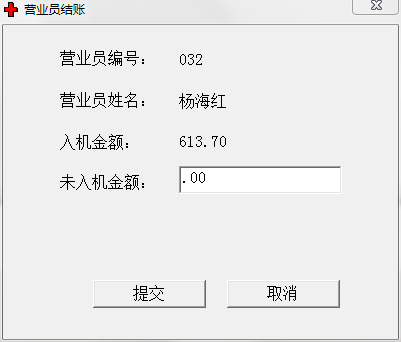 营业员结账
营业员编号： 032
营业员姓名： 杨海红
入机金额： 613.70
未入机金额： .00
提交 取消